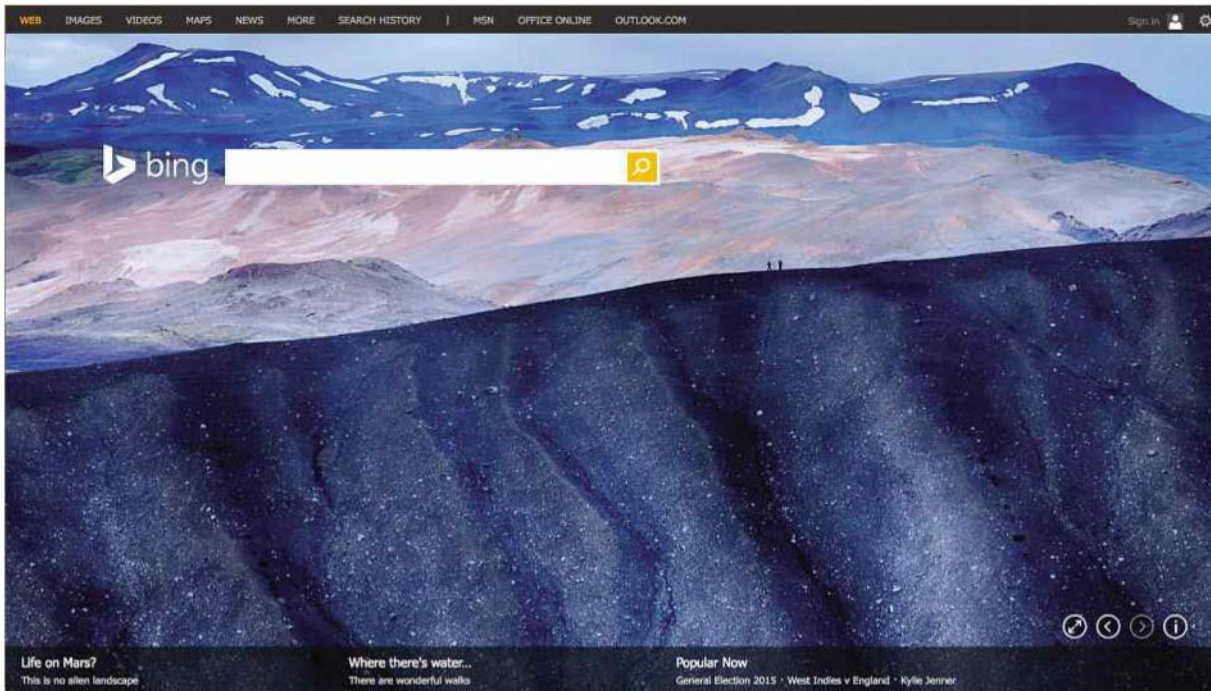 WEB IMAGES VIDEOS MAPS NEWS MORE SEARCH HISTORY | MSN OFFICE ONLINE OUTLOOK.COM Sign in
bing
Life on Mars?
This is no alien landscape
Where there's water...
There are wonderful walks
Popular Now
General Election 2015 · West Indies v England · Kylie Jenner